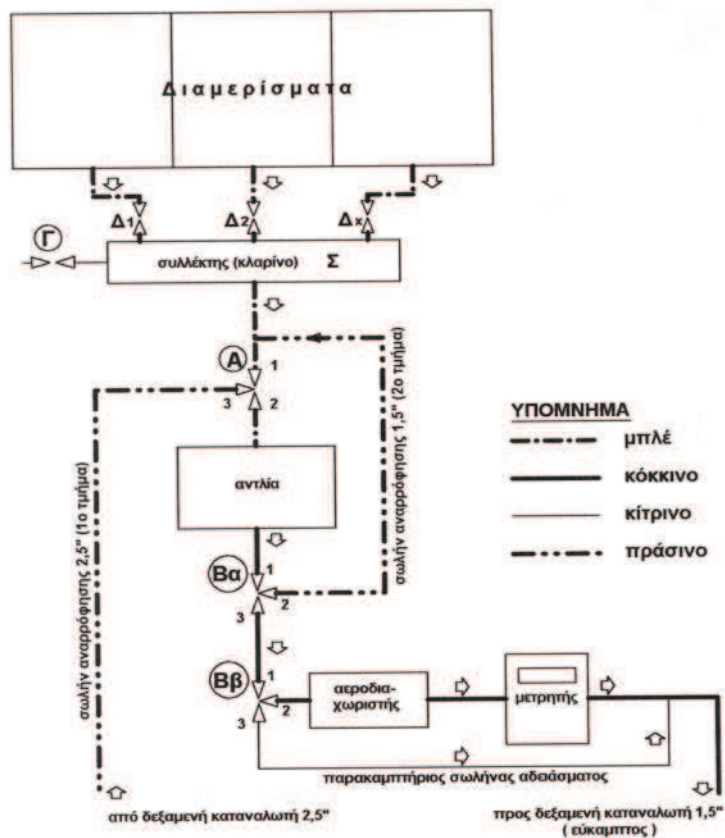 Διαμερίσματα
Δ1
Δ2
Δx
Γ
συλλέκτης (κλαρίνο) Σ
Α
1
3
2
σωλήν αναρρόφησης 1,5" (2ο τμήμα)
σωλήν αναρρόφησης 2,5" (1ο τμήμα)
ΥΠΟΜΝΗΜΑ
μπλέ
κόκκινο
κίτρινο
πράσινο
αντλία
Βα
1
2
3
Ββ
1
2
3
αεροδια-
χωριστής
μετρητής
παρακαμπτήριος σωλήνας αδειάσματος
από δεξαμενή καταναλωτή 2,5"
προς δεξαμενή καταναλωτή 1,5"
( εύκαμπτος )